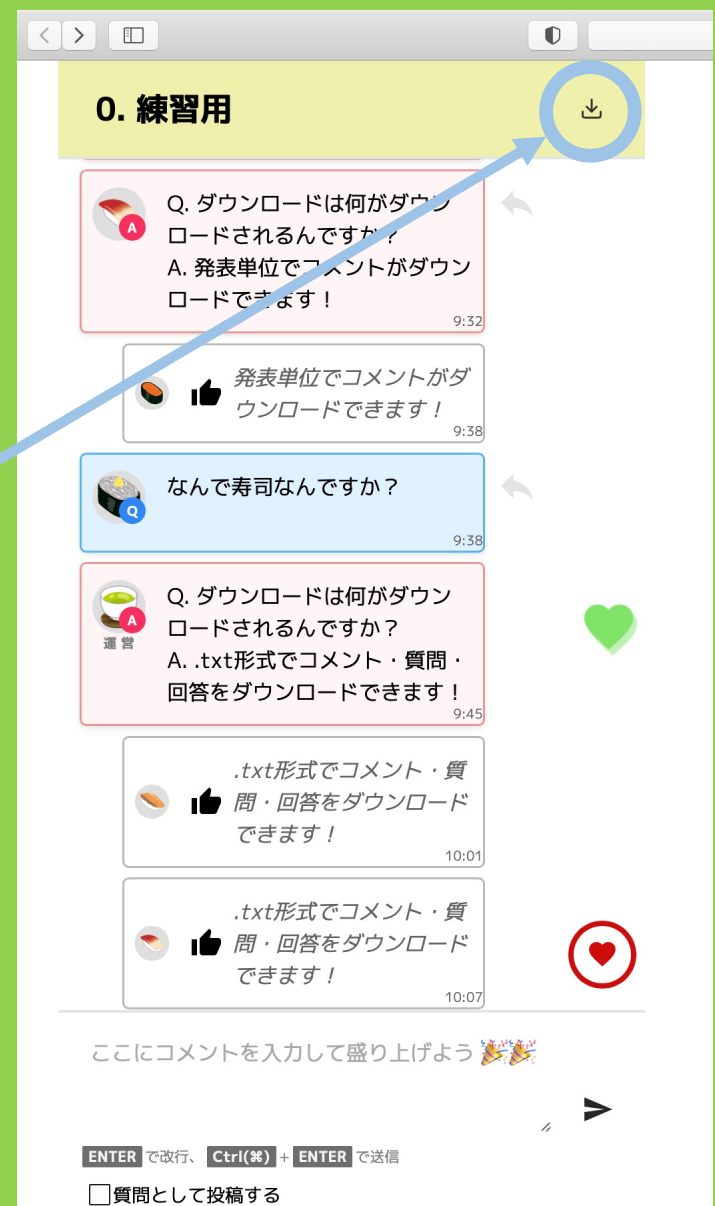 0. 練習用
Q. ダウンロードは何がダウン
ロードされるんですか？
A. 発表単位でコメントがダウン
ロードできます！
A
9:32
発表単位でコメントがダ
ウンロードできます！
9:38
なんで寿司なんですか？
Q
9:38
Q. ダウンロードは何がダウン
ロードされるんですか？
A. .txt形式でコメント・質問・
回答をダウンロードできます！
A
運営
9:45
.txt形式でコメント・質
問・回答をダウンロード
できます！
10:01
.txt形式でコメント・質
問・回答をダウンロード
できます！
10:07
ここにコメントを入力して盛り上げよう🎉🎉
ENTER で改行、 Ctrl(⌘) + ENTER で送信
質問として投稿する